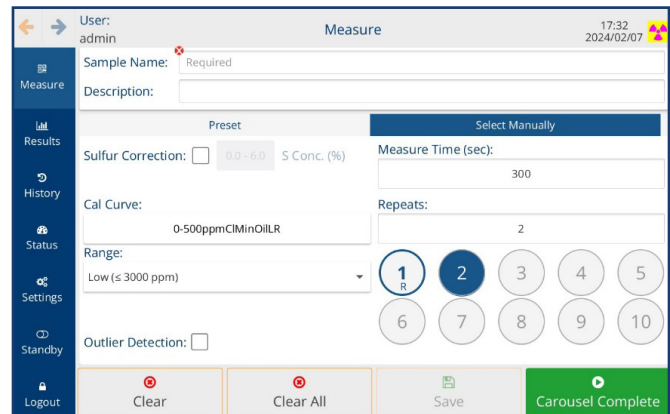 User:
admin
Measure
17:32
2024/02/07
Measure
Results
History
Status
Settings
Standby
Logout
Sample Name: Required
Description:
Preset
Select Manually
Sulfur Correction: 0.0 - 6.0 S Conc. (%)
Measure Time (sec):
300
Cal Curve:
0-500ppmClMinOilLR
Repeats:
2
Range:
Low (≤ 3000 ppm)
1 2 3 4 5
R
6 7 8 9 10
Outlier Detection:
Clear
Clear All
Save
Carousel Complete